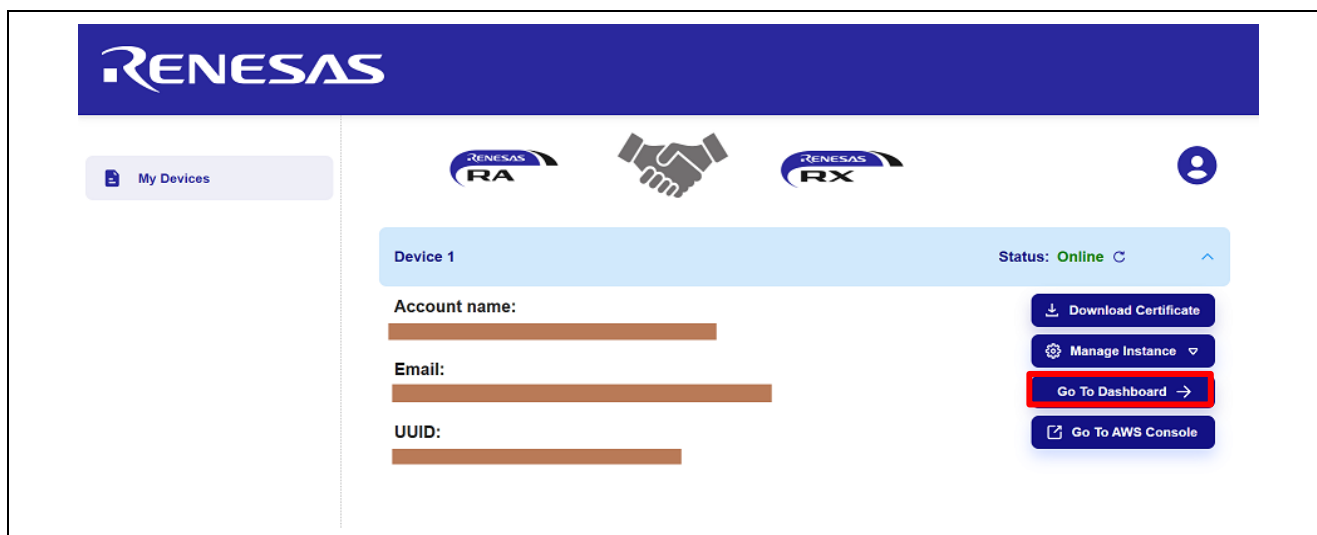 RENESAS
My Devices
RENESAS
RA
RENESAS
RX
Device 1
Status: Online
Account name:
Download Certificate
Manage Instance
Email:
Go To Dashboard
UUID:
Go To AWS Console